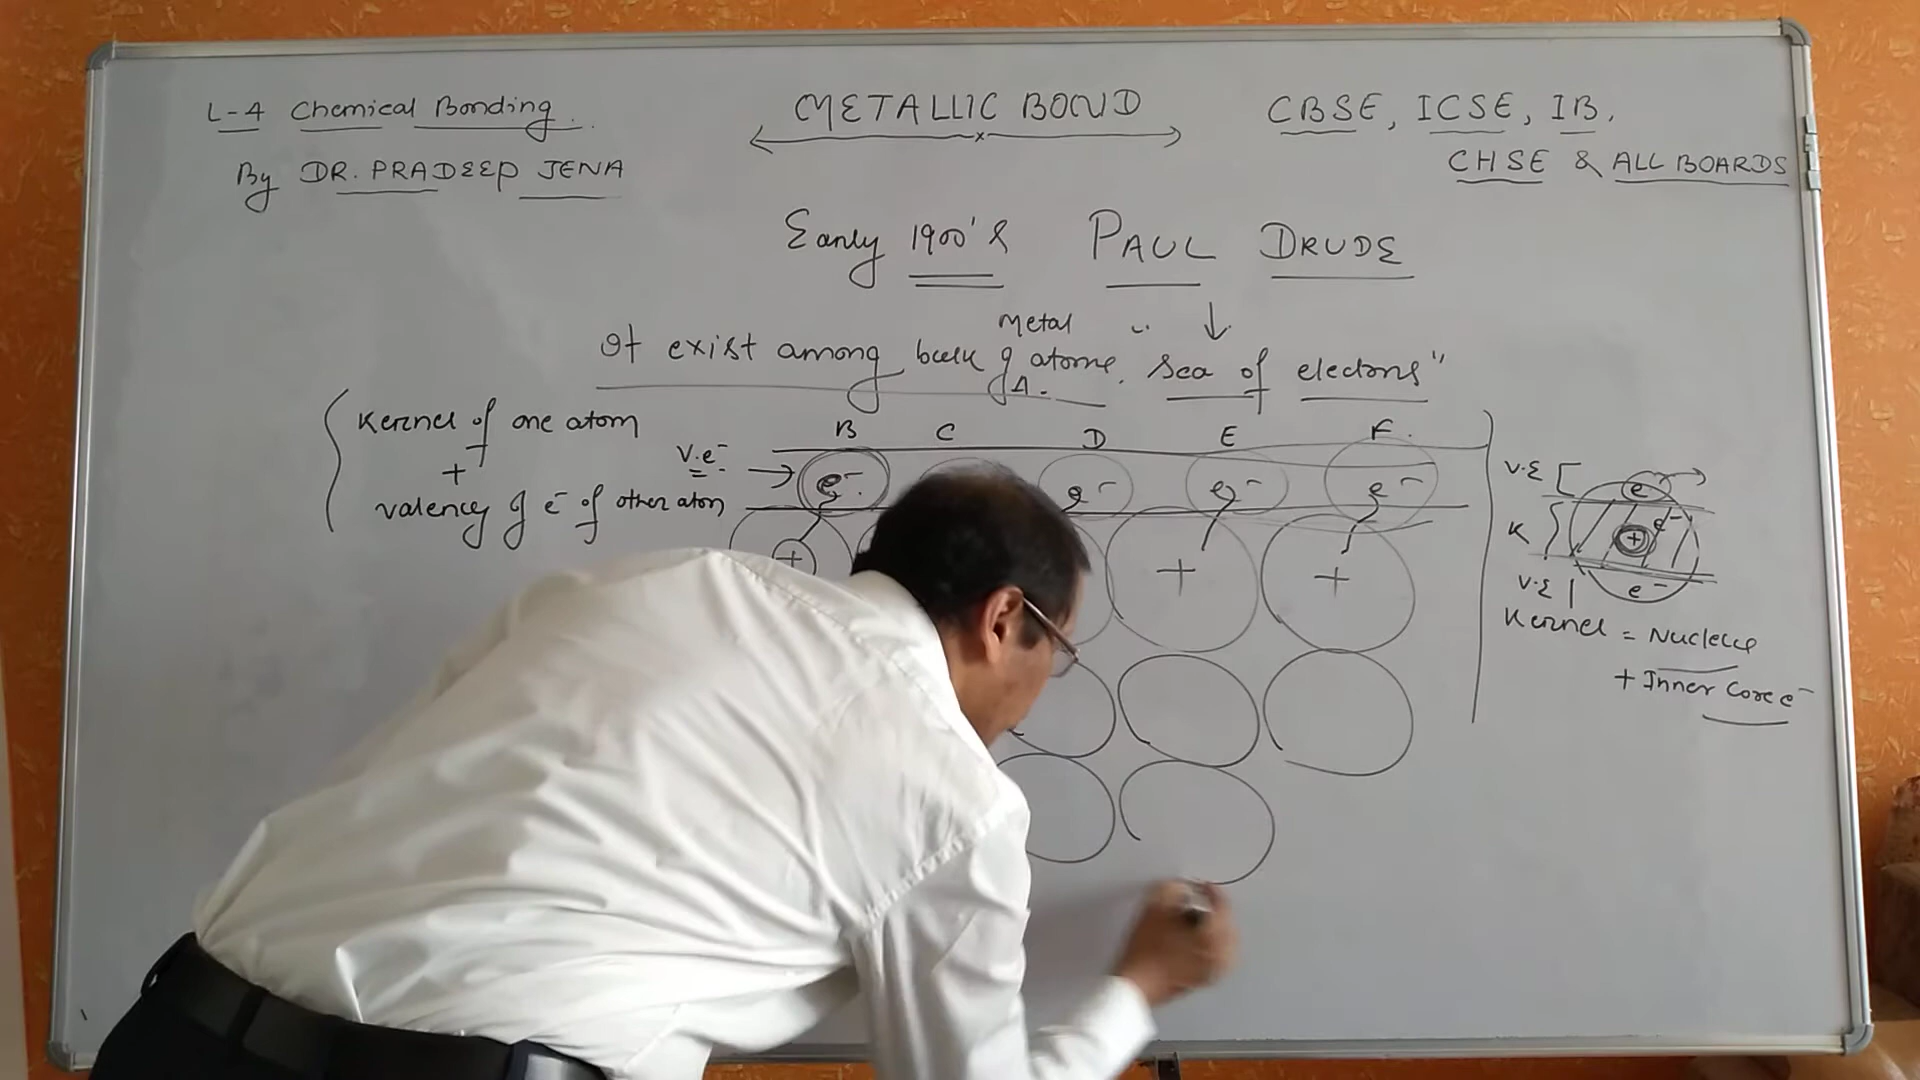 L-4 Chemical Bonding.
By DR. PRADEEP JENA
METALLIC BOND
CBSE, ICSE, IB,
CHSE & ALL BOARDS
Early 1900's PAUL DRUDE
Metal
It exist among bulk of atoms. Sea of electrons"
A.
Kernel of one atom
+
valency of e- of other atom
B C D E F.
V.e-
e- e- e- e-
+ + +
V.E
K
V.E
e-
e-
+
e-
Kernel = Nucleus
+ Inner Core e-